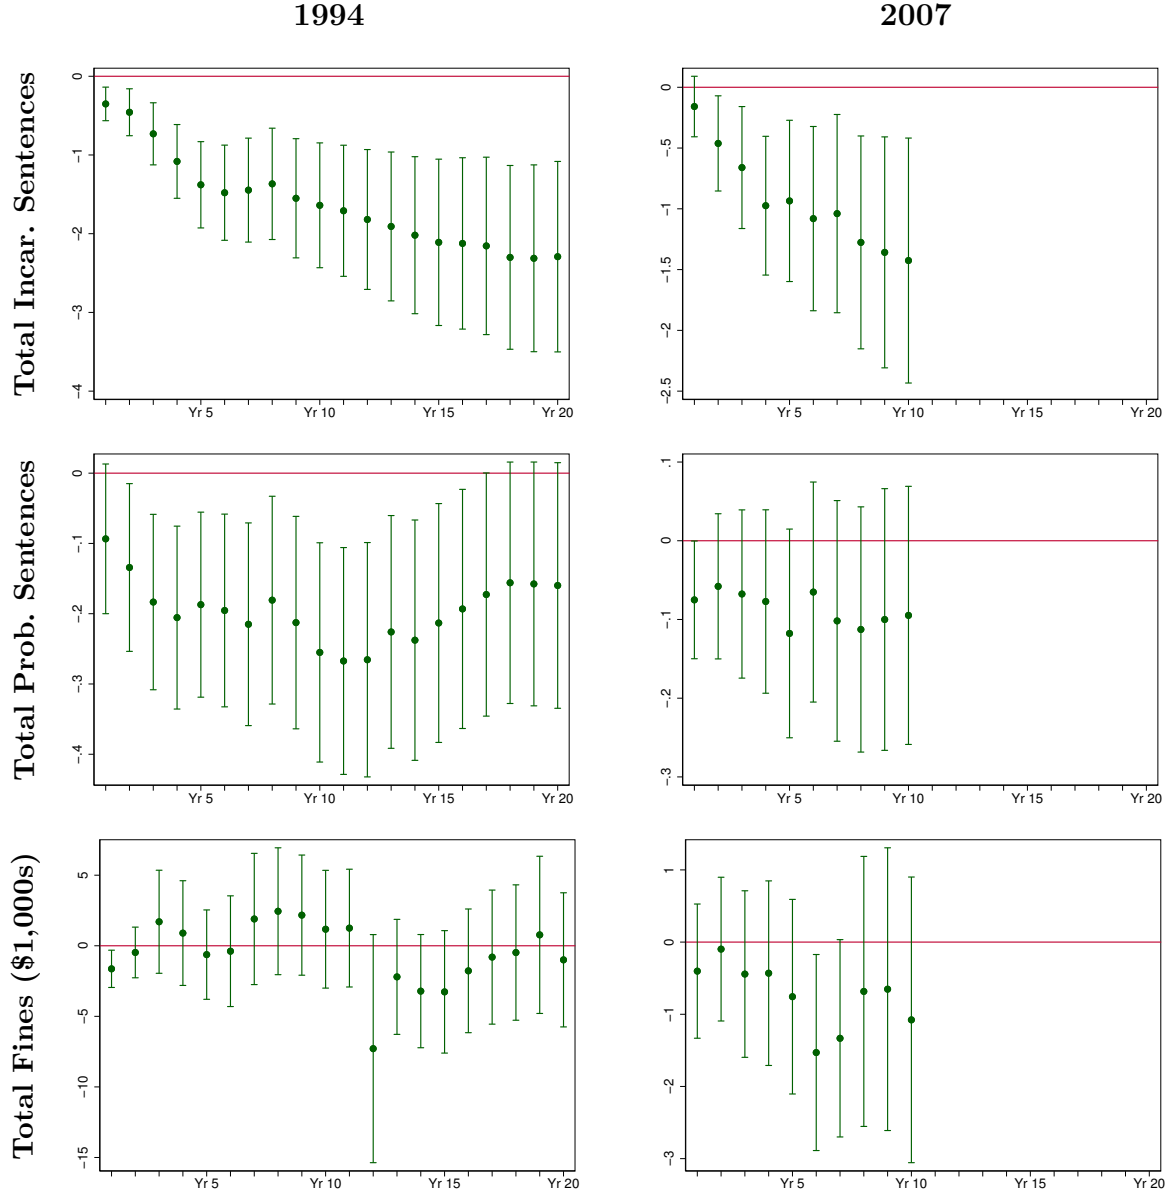 1994
2007
Total Incar. Sentences
0
-1
-2
-3
-4
Yr 5
Yr 10
Yr 15
Yr 20
0
-.5
-1
-1.5
-2
-2.5
Yr 5
Yr 10
Yr 15
Yr 20
Total Prob. Sentences
0
-.1
-.2
-.3
-.4
Yr 5
Yr 10
Yr 15
Yr 20
.1
0
-.1
-.2
-.3
Yr 5
Yr 10
Yr 15
Yr 20
Total Fines ($1,000s)
5
0
-5
-10
-15
Yr 5
Yr 10
Yr 15
Yr 20
1
0
-1
-2
-3
Yr 5
Yr 10
Yr 15
Yr 20